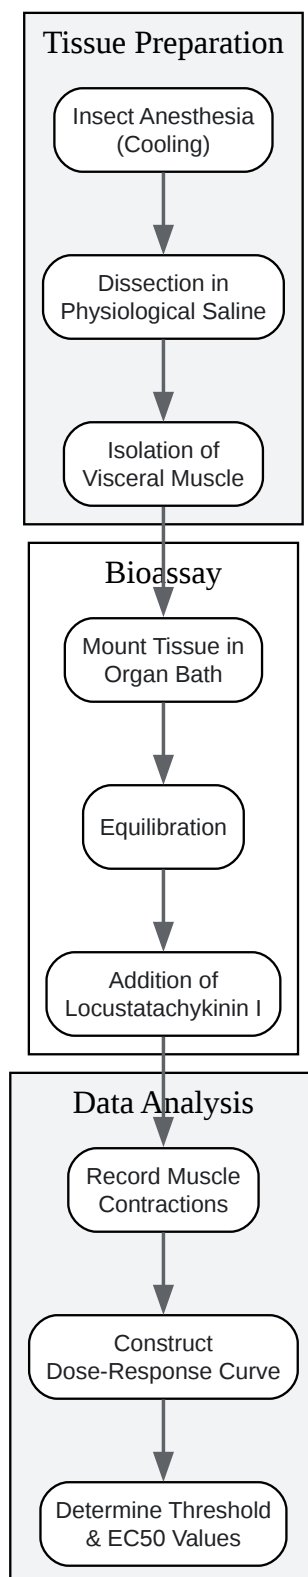 Tissue Preparation
Insect Anesthesia
(Cooling)
Dissection in
Physiological Saline
Isolation of
Visceral Muscle
Bioassay
Mount Tissue in
Organ Bath
Equilibration
Addition of
Locustatachykinin I
Data Analysis
Record Muscle
Contractions
Construct
Dose-Response Curve
Determine Threshold
& EC50 Values